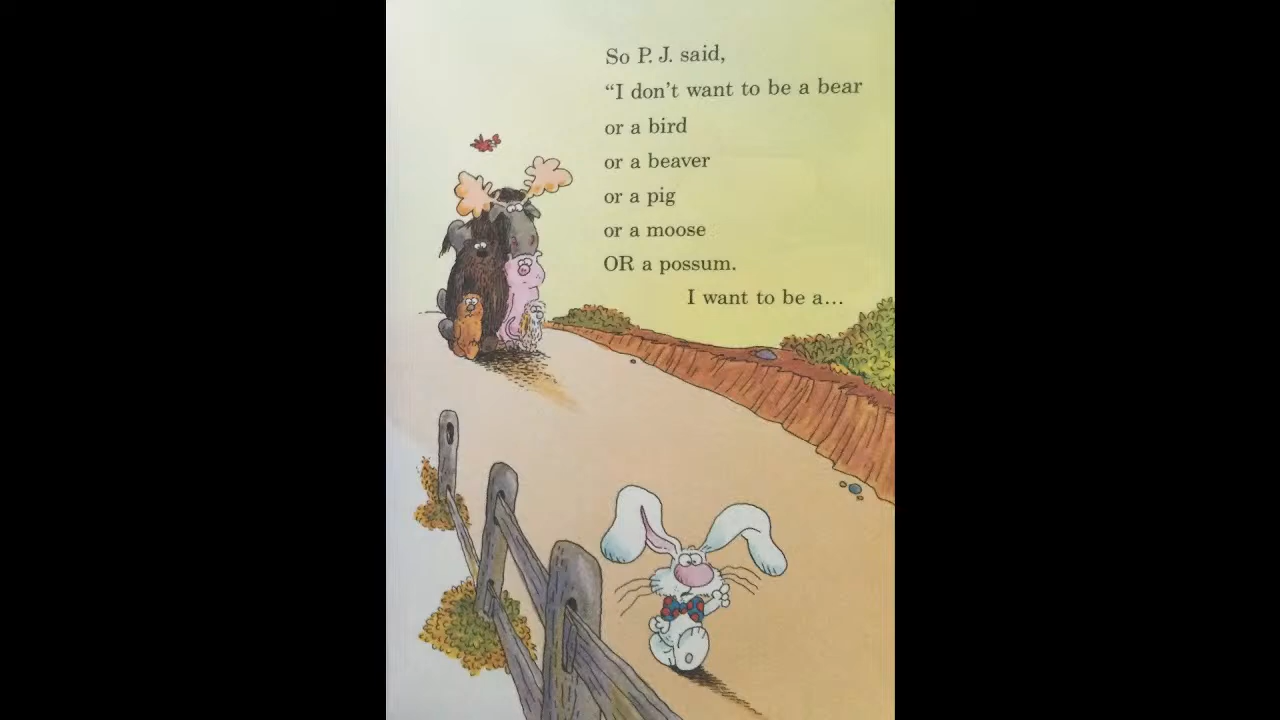 So P. J. said,
“I don’t want to be a bear
or a bird
or a beaver
or a pig
or a moose
OR a possum.
I want to be a...